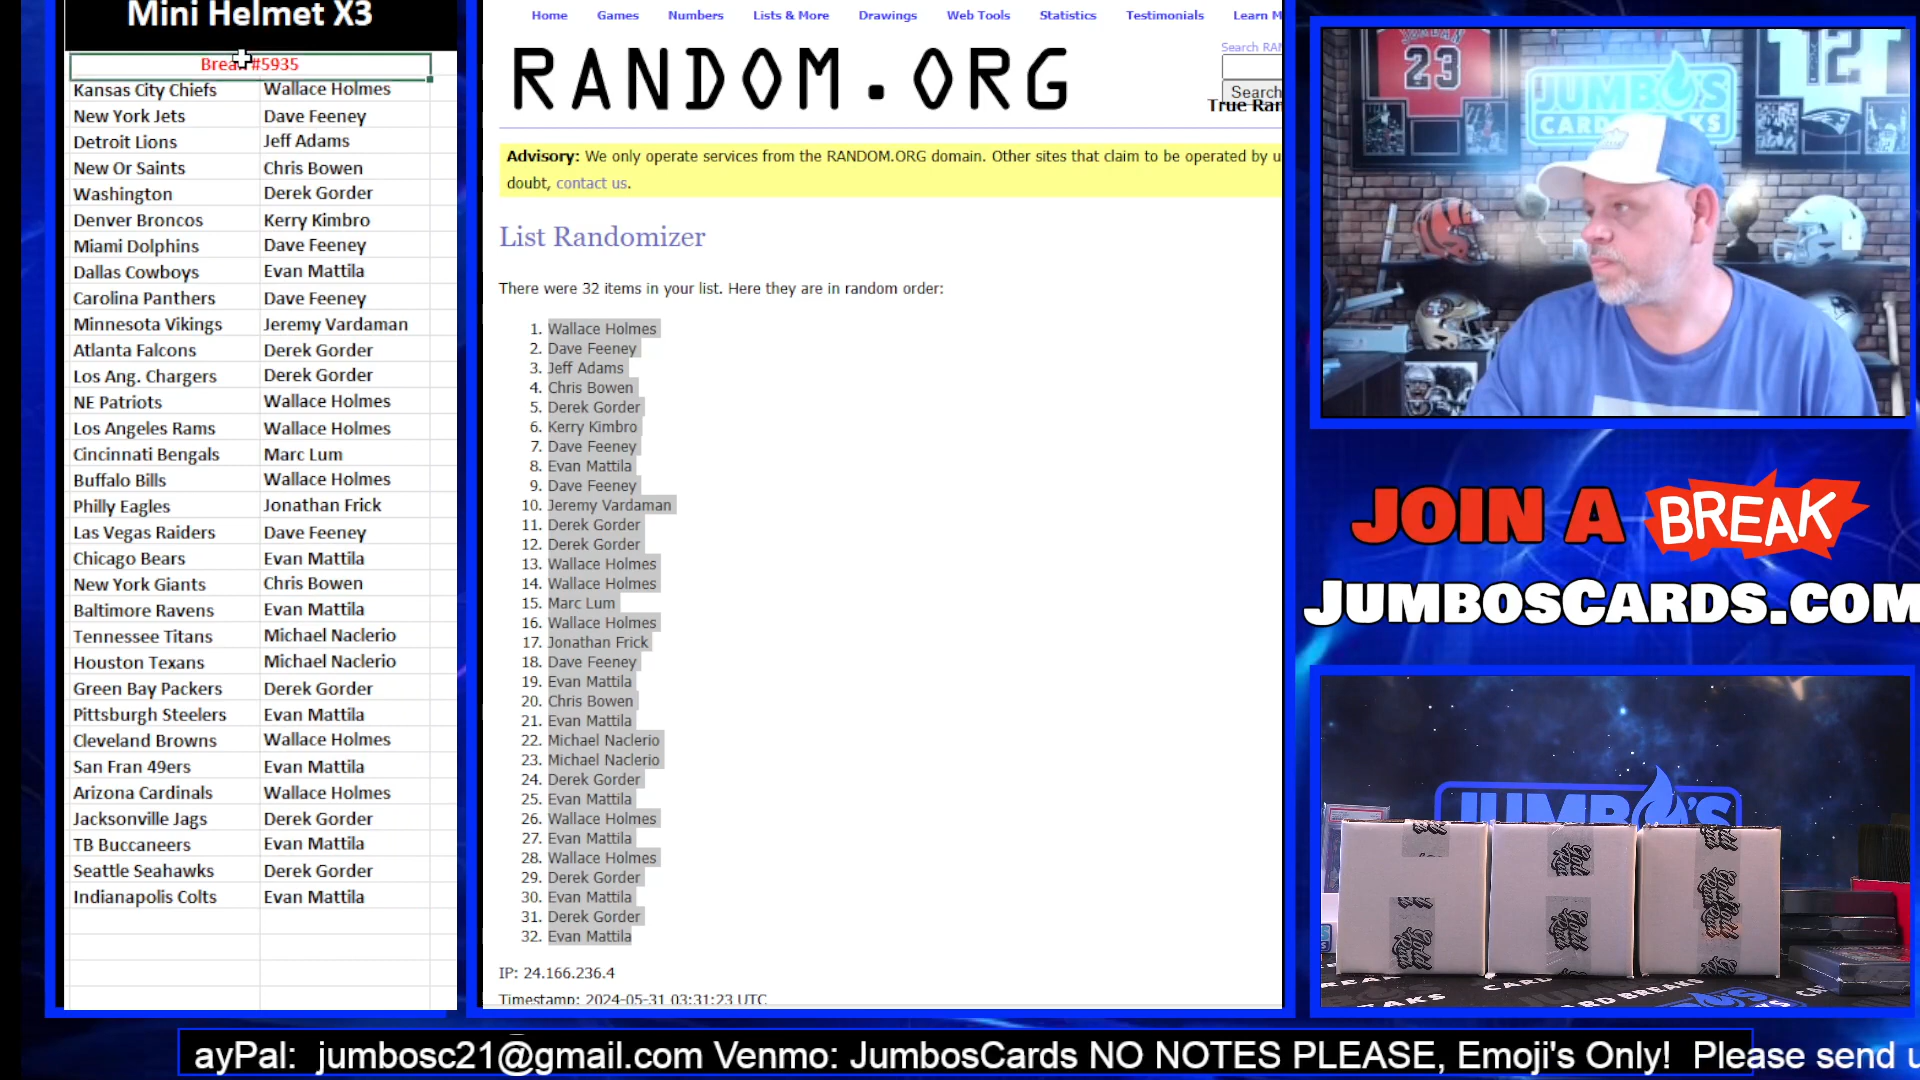 Mini Helmet X3
Break #5935
Kansas City Chiefs Wallace Holmes
New York Jets Dave Feeney
Detroit Lions Jeff Adams
New Or Saints Chris Bowen
Washington Derek Gorder
Denver Broncos Kerry Kimbro
Miami Dolphins Dave Feeney
Dallas Cowboys Evan Mattila
Carolina Panthers Dave Feeney
Minnesota Vikings Jeremy Vardaman
Atlanta Falcons Derek Gorder
Los Ang. Chargers Derek Gorder
NE Patriots Wallace Holmes
Los Angeles Rams Wallace Holmes
Cincinnati Bengals Marc Lum
Buffalo Bills Wallace Holmes
Philly Eagles Jonathan Frick
Las Vegas Raiders Dave Feeney
Chicago Bears Evan Mattila
New York Giants Chris Bowen
Baltimore Ravens Evan Mattila
Tennessee Titans Michael Naclerio
Houston Texans Michael Naclerio
Green Bay Packers Derek Gorder
Pittsburgh Steelers Evan Mattila
Cleveland Browns Wallace Holmes
San Fran 49ers Evan Mattila
Arizona Cardinals Wallace Holmes
Jacksonville Jags Derek Gorder
TB Buccaneers Evan Mattila
Seattle Seahawks Derek Gorder
Indianapolis Colts Evan Mattila
Home Games Numbers Lists & More Drawings Web Tools Statistics Testimonials Learn M
RANDOM.ORG
Search RAN
Search
True Ran
Advisory: We only operate services from the RANDOM.ORG domain. Other sites that claim to be operated by u
doubt, contact us.
List Randomizer
There were 32 items in your list. Here they are in random order:
1. Wallace Holmes
2. Dave Feeney
3. Jeff Adams
4. Chris Bowen
5. Derek Gorder
6. Kerry Kimbro
7. Dave Feeney
8. Evan Mattila
9. Dave Feeney
10. Jeremy Vardaman
11. Derek Gorder
12. Derek Gorder
13. Wallace Holmes
14. Wallace Holmes
15. Marc Lum
16. Wallace Holmes
17. Jonathan Frick
18. Dave Feeney
19. Evan Mattila
20. Chris Bowen
21. Evan Mattila
22. Michael Naclerio
23. Michael Naclerio
24. Derek Gorder
25. Evan Mattila
26. Wallace Holmes
27. Evan Mattila
28. Wallace Holmes
29. Derek Gorder
30. Evan Mattila
31. Derek Gorder
32. Evan Mattila
IP: 24.166.236.4
Timestamp: 2024-05-31 03:31:23 UTC
JORDAN
23
12
JUMBO'S
JOIN A BREAK
JUMBOSCARDS.COM
JUMBO'S
CARD BREAKS
ayPal: jumbosc21@gmail.com Venmo: JumbosCards NO NOTES PLEASE, Emoji's Only! Please send u